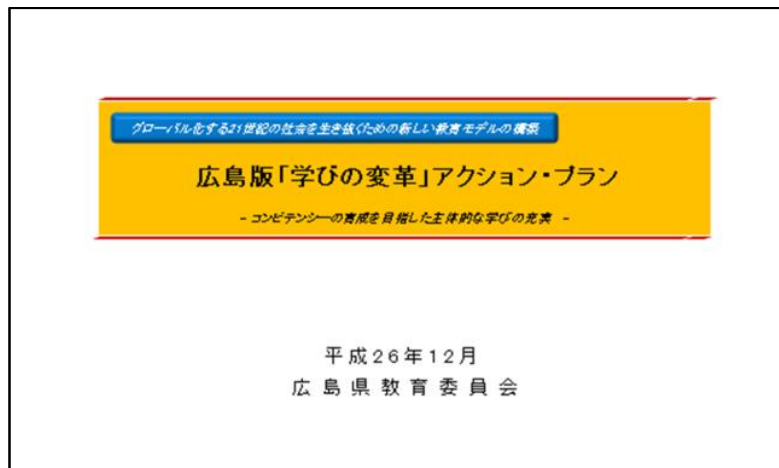 グローバル化する21世紀の社会を生き抜くための新しい教育モデルの構築
広島版「学びの変革」アクション・プラン
- コンピテンシーの育成を目指した主体的な学びの充実 -
平成26年12月
広島県教育委員会